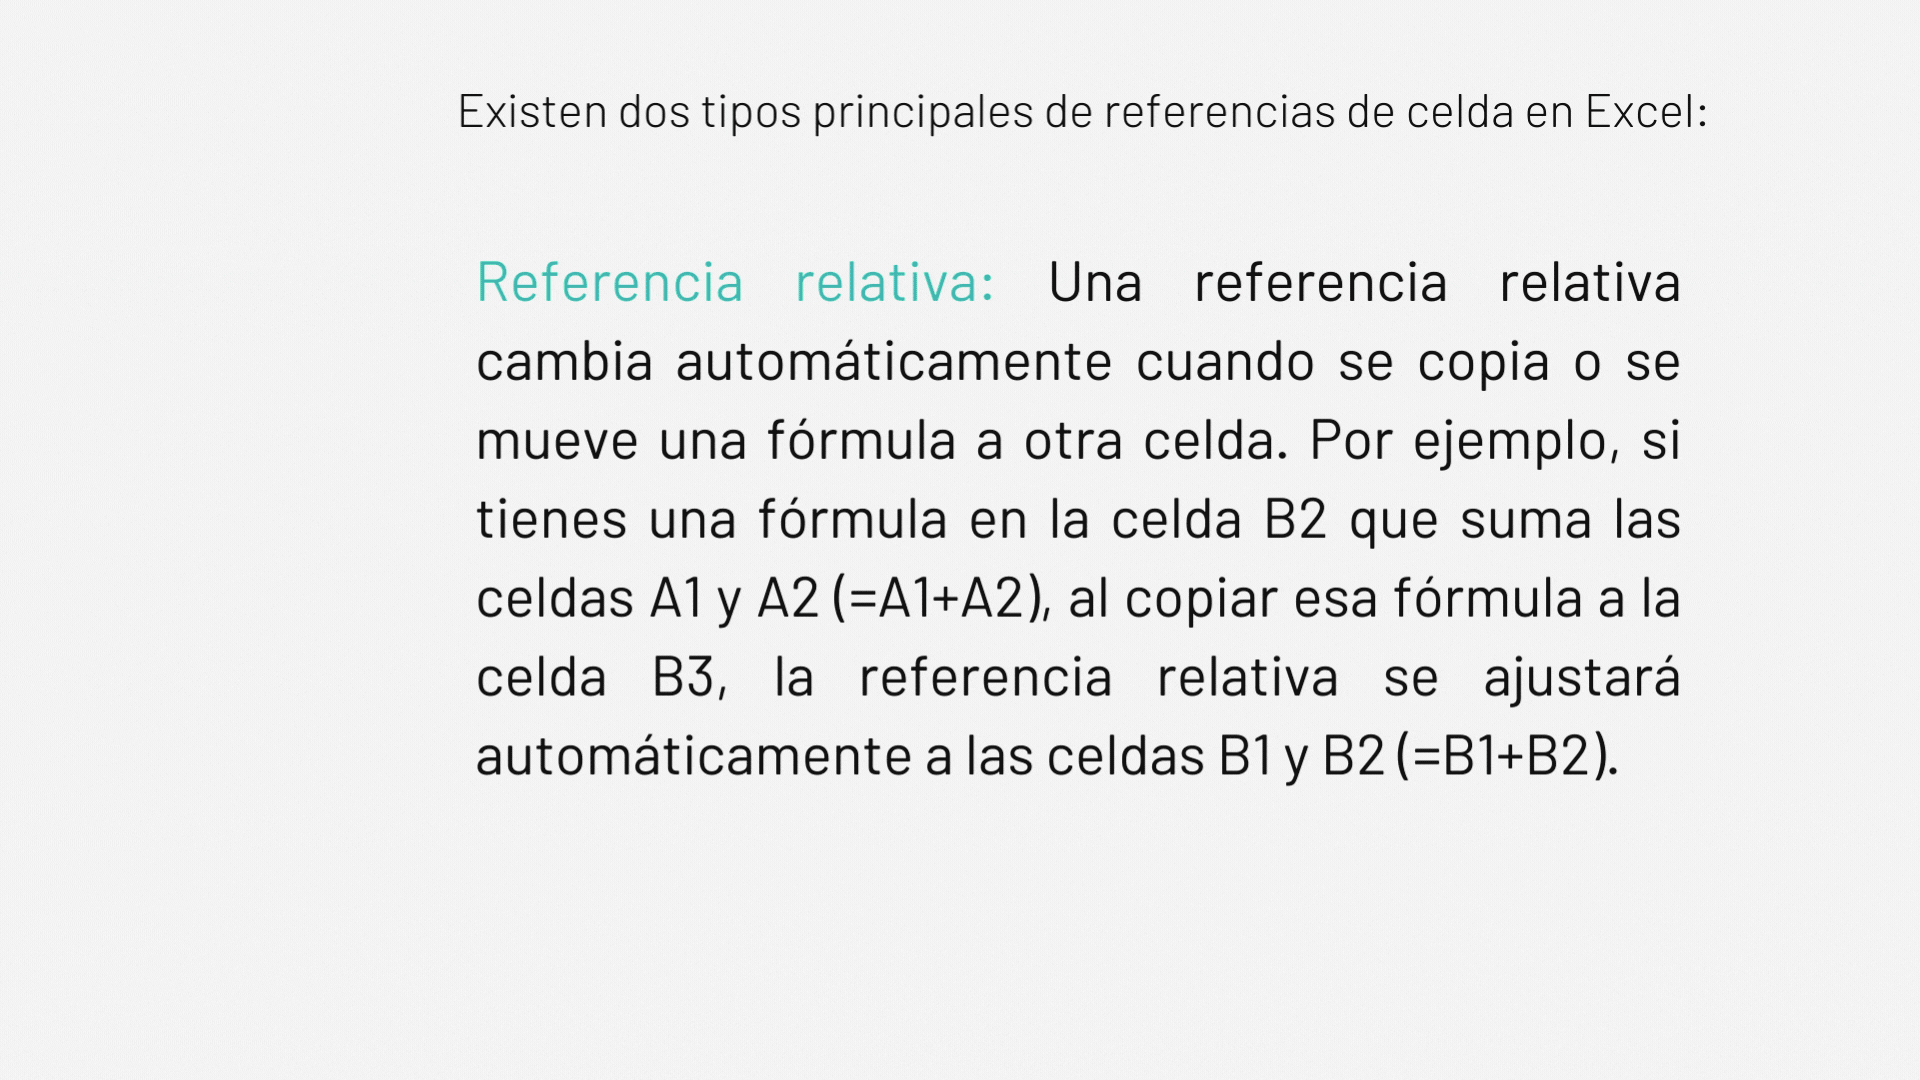 Existen dos tipos principales de referencias de celda en Excel:
Referencia relativa: Una referencia relativa
cambia automáticamente cuando se copia o se
mueve una fórmula a otra celda. Por ejemplo, si
tienes una fórmula en la celda B2 que suma las
celdas A1 y A2 (=A1+A2), al copiar esa fórmula a la
celda B3, la referencia relativa se ajustará
automáticamente a las celdas B1 y B2 (=B1+B2).